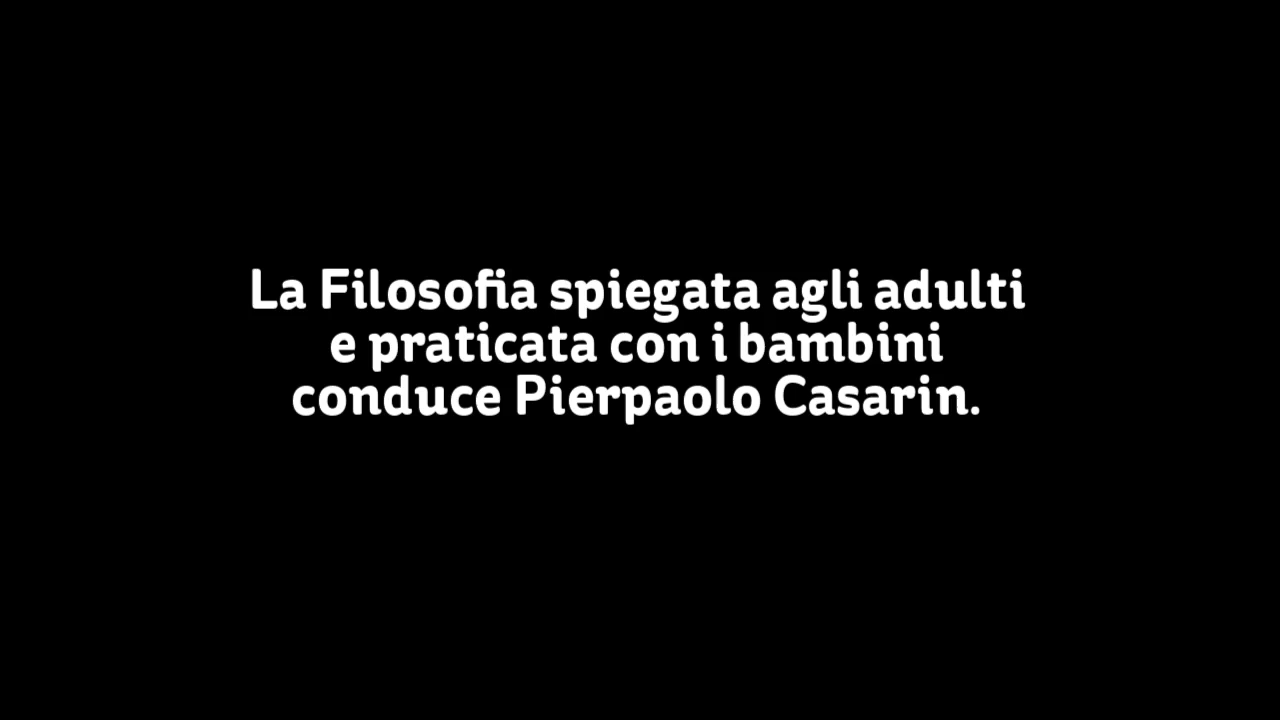 La Filosofia spiegata agli adulti
e praticata con i bambini
conduce Pierpaolo Casarin.